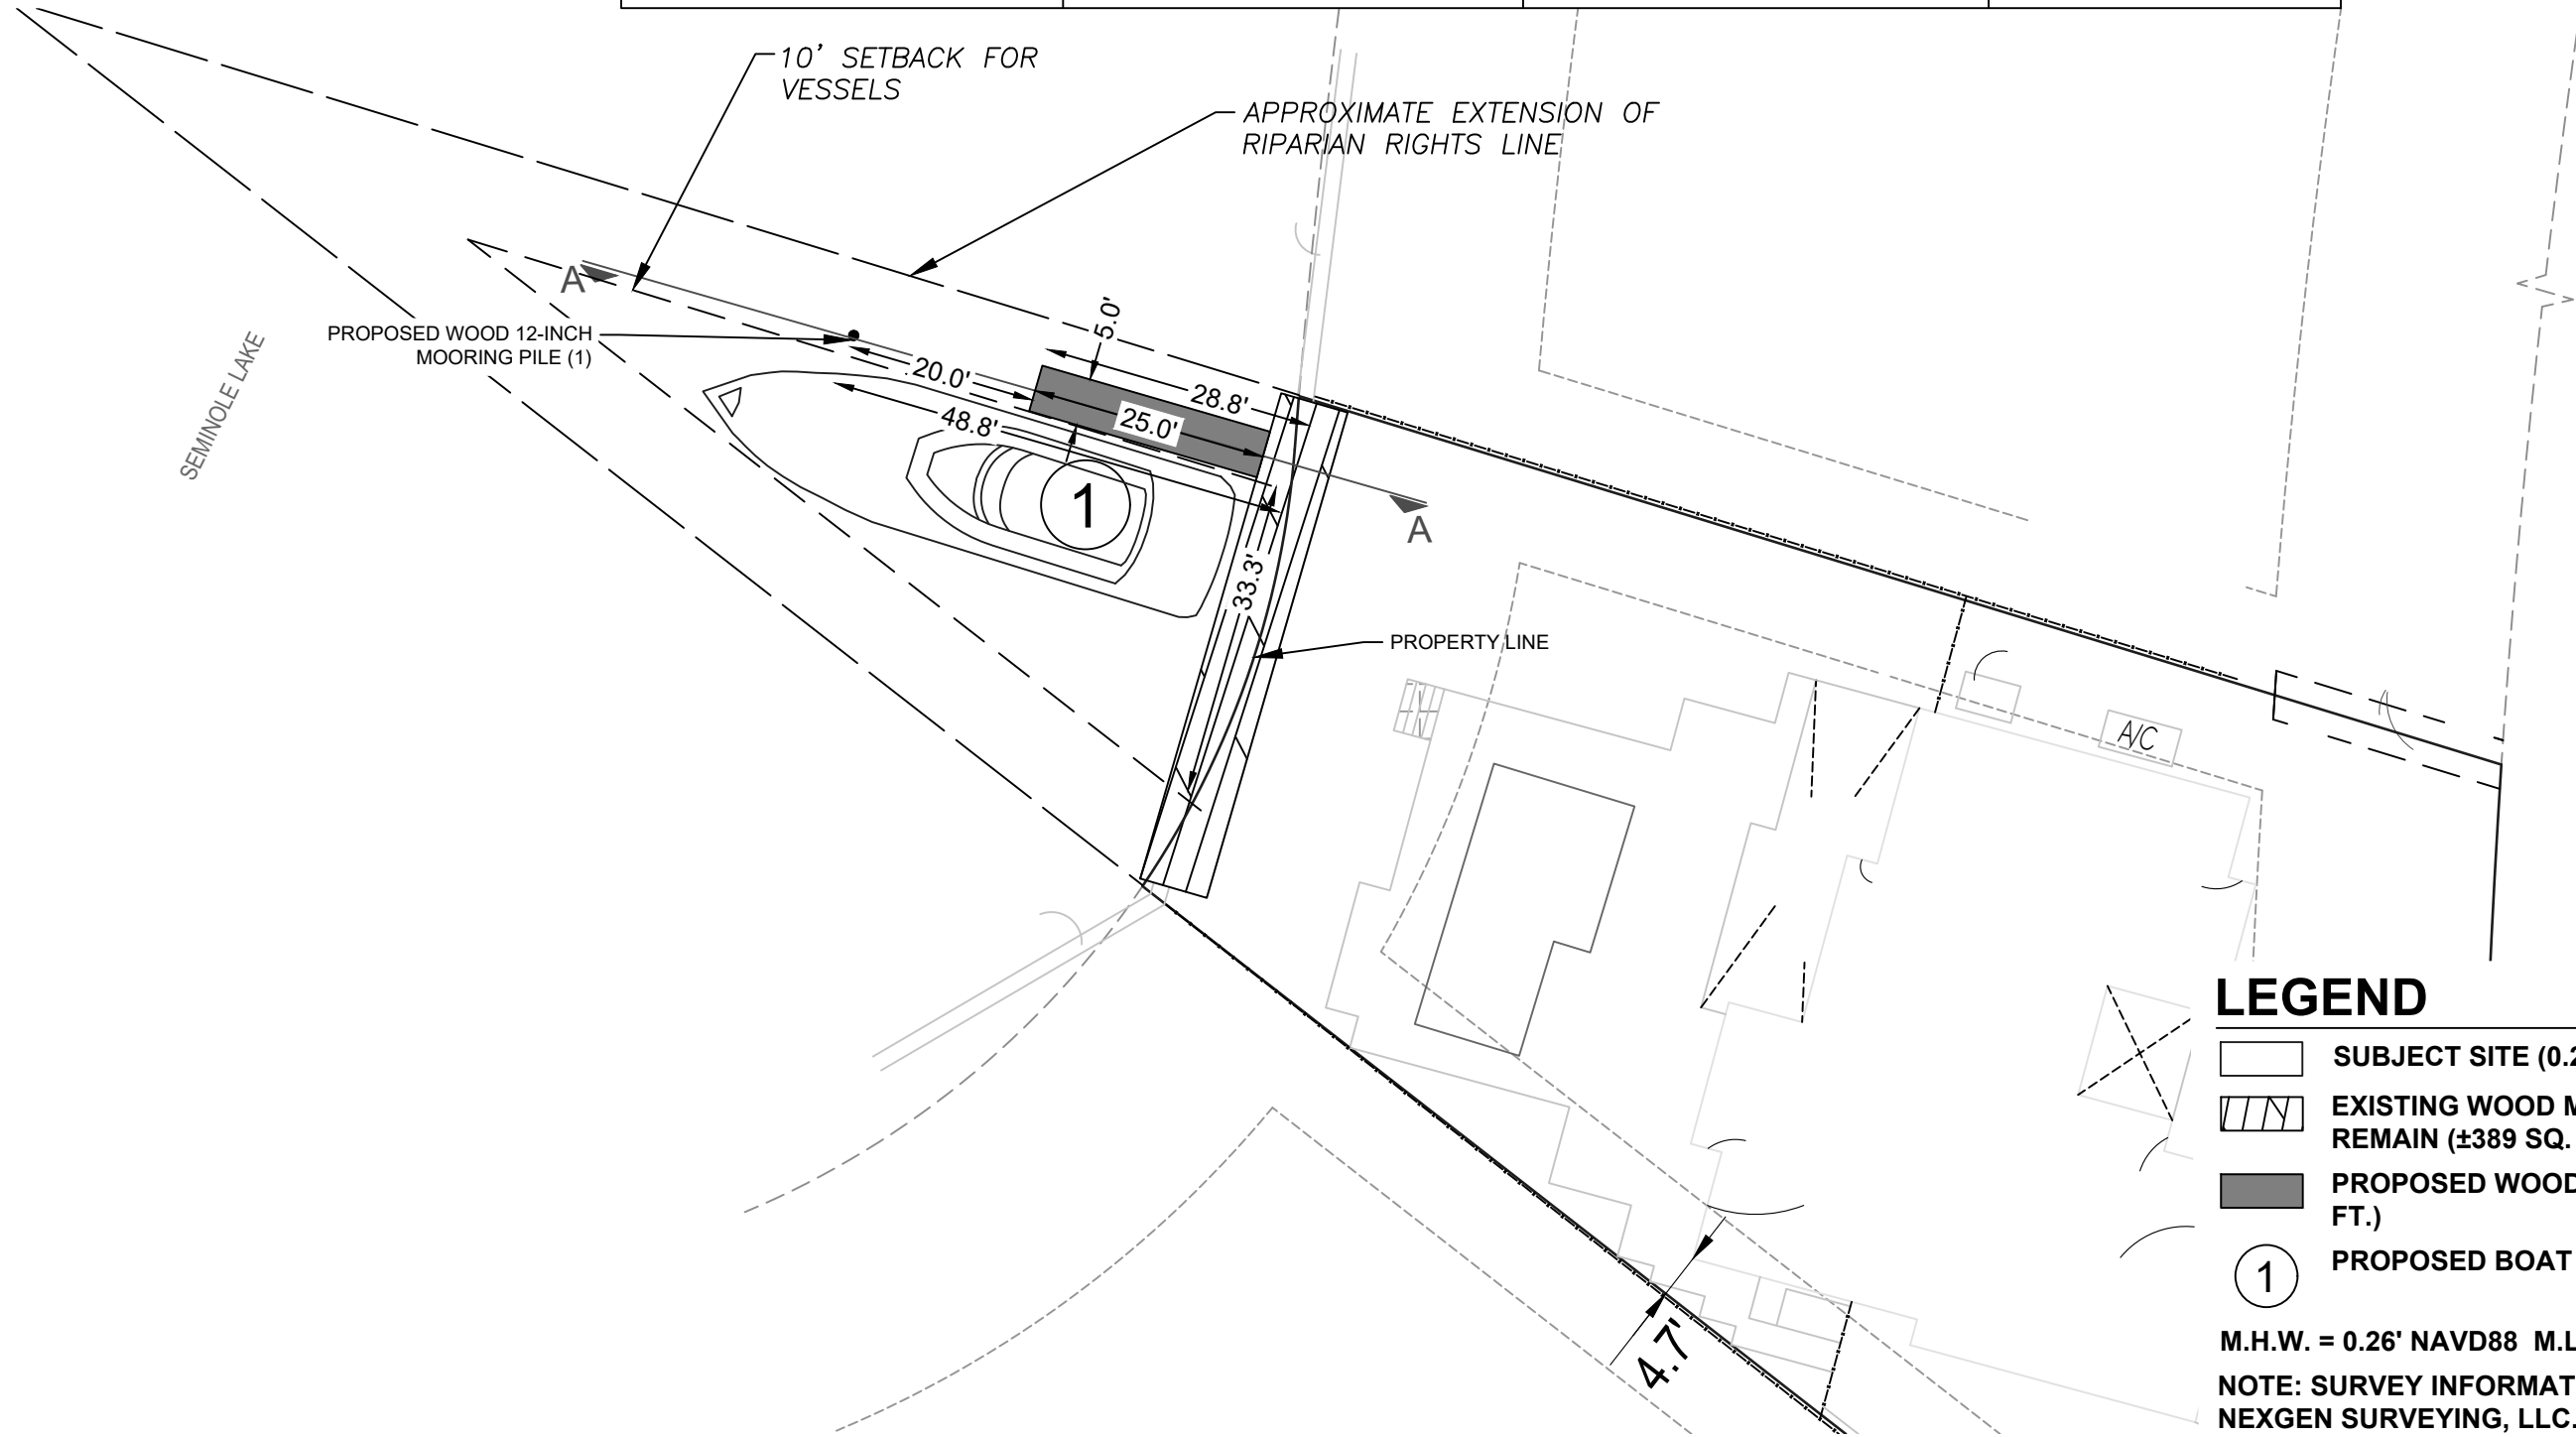 10' SETBACK FOR
VESSELS
APPROXIMATE EXTENSION OF
RIPARIAN RIGHTS LINE
A
PROPOSED WOOD 12-INCH
MOORING PILE (1)
SEMINOLE LAKE
5.0'
20.0'
28.8'
48.8'
25.0'
1
A
33.3'
PROPERTY LINE
A/C
4.7'
LEGEND
SUBJECT SITE (0.2
EXISTING WOOD M
REMAIN (±389 SQ.
PROPOSED WOOD
FT.)
1
PROPOSED BOAT
M.H.W. = 0.26' NAVD88 M.L
NOTE: SURVEY INFORMAT
NEXGEN SURVEYING, LLC.